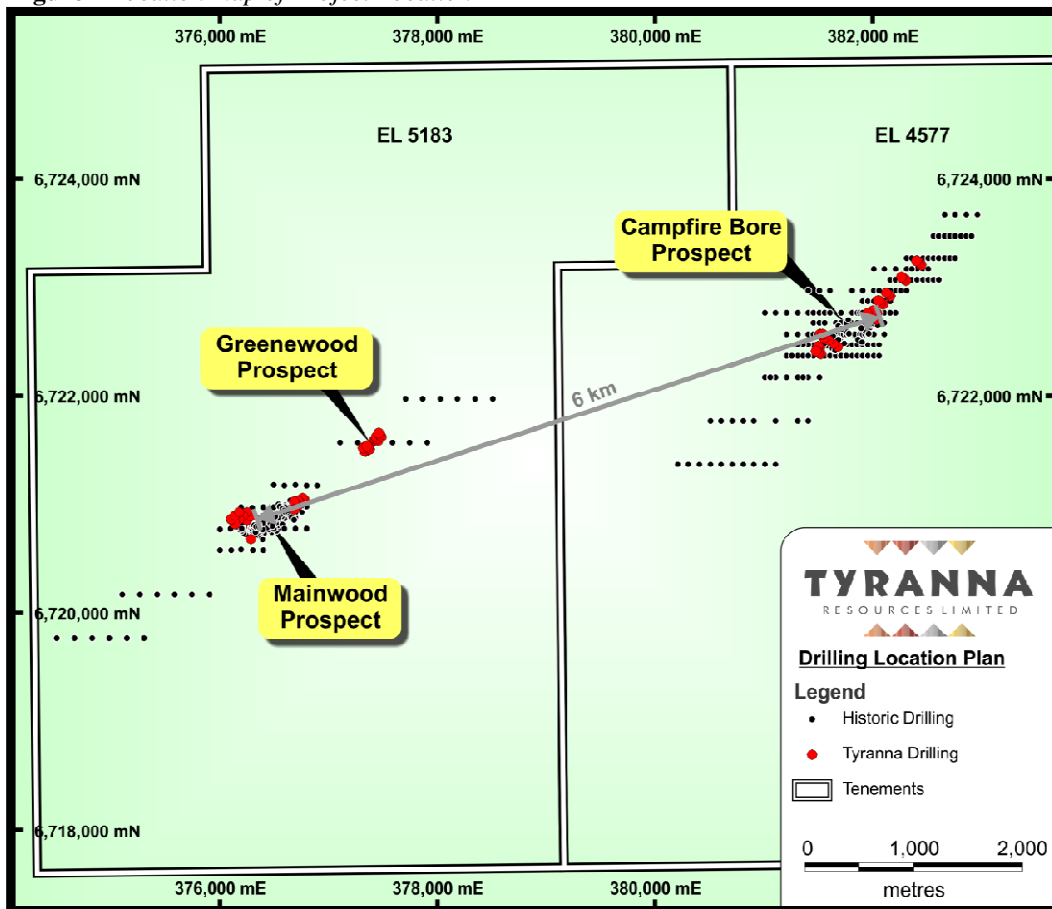 376,000 mE 378,000 mE 380,000 mE 382,000 mE
EL 5183 EL 4577
6,724,000 mN 6,724,000 mN
Campfire Bore
Prospect
Greenewood
Prospect
6 km
6,722,000 mN 6,722,000 mN
Mainwood
Prospect
6,720,000 mN
6,718,000 mN
TYRANNA
RESOURCES LIMITED
Drilling Location Plan
Legend
Historic Drilling
Tyranna Drilling
Tenements
0 1,000 2,000
metres
376,000 mE 378,000 mE 380,000 mE